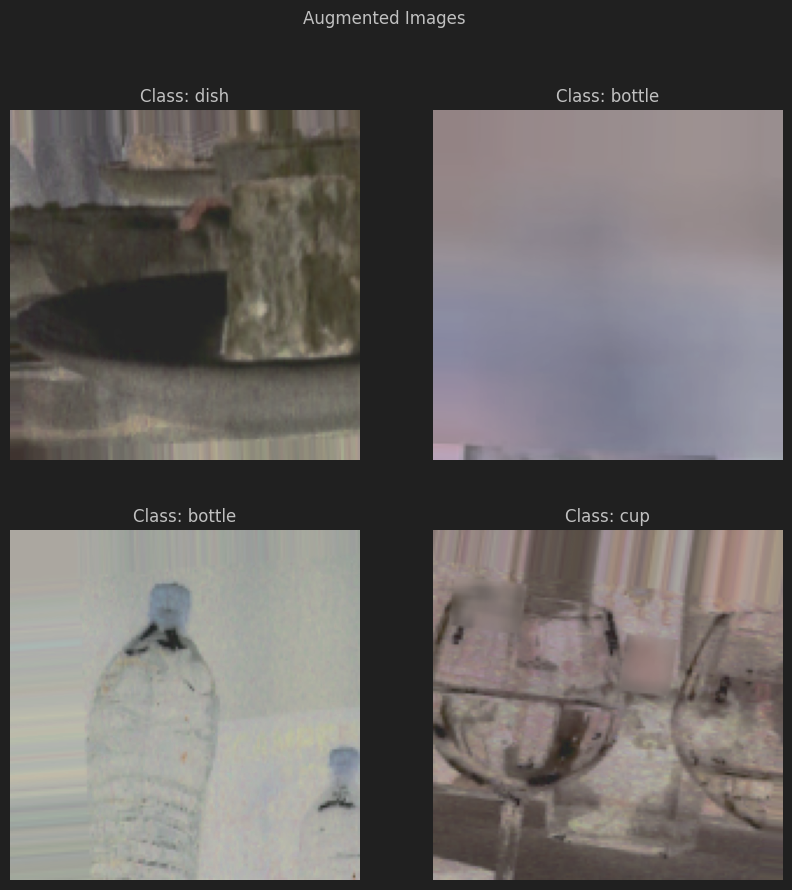 Augmented Images
Class: dish
Class: bottle
Class: bottle
Class: cup